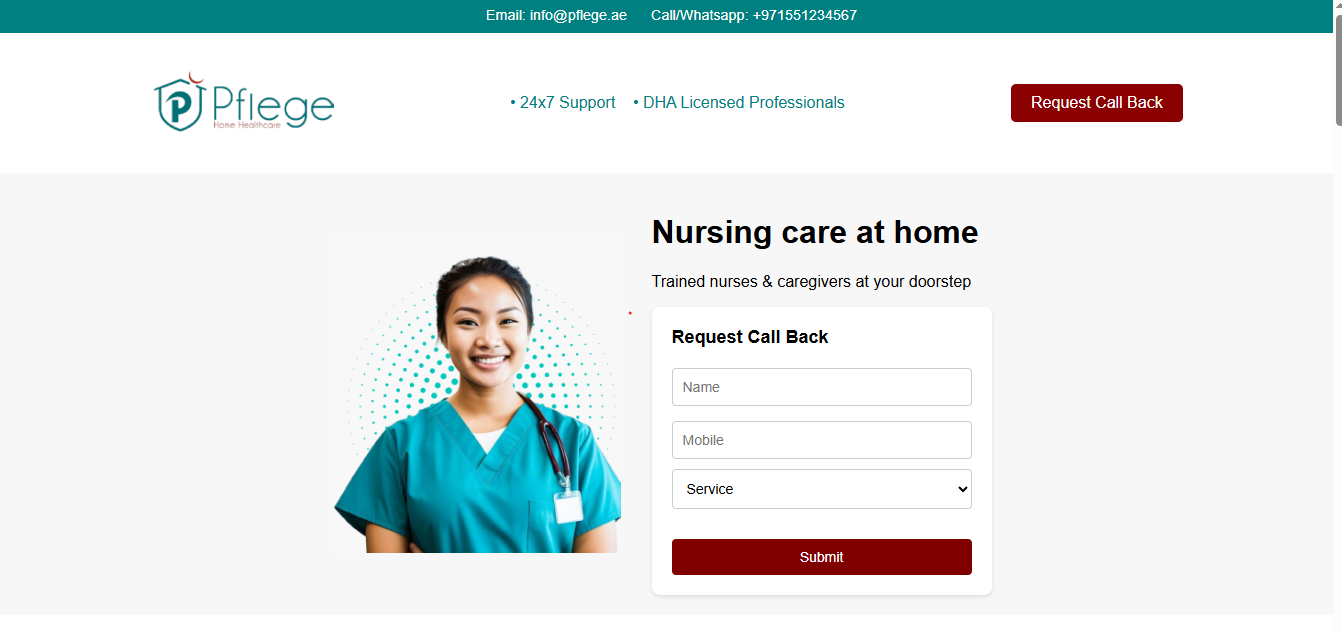 Email: info@pflege.ae Call/Whatsapp: +971551234567
Pflege
Home Healthcare
• 24x7 Support • DHA Licensed Professionals
Request Call Back
Nursing care at home
Trained nurses & caregivers at your doorstep
Request Call Back
Name
Mobile
Service
Submit